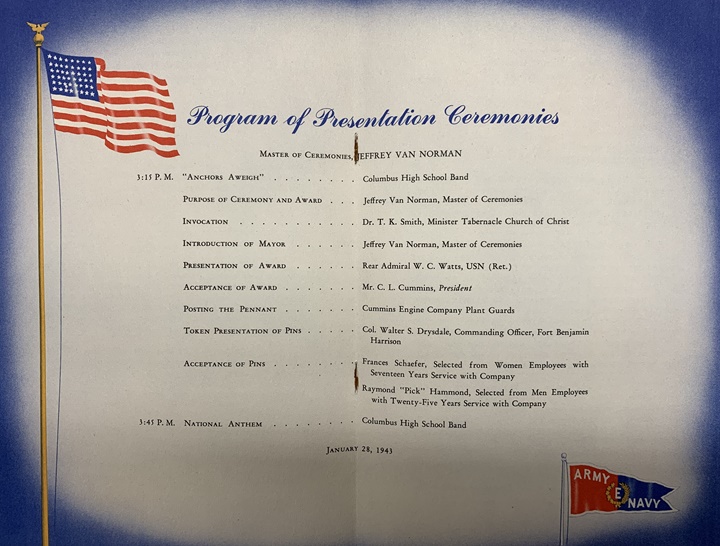 Program of Presentation Ceremonies
Master of Ceremonies, JEFFREY VAN NORMAN
3:15 P. M. "Anchors Aweigh" . . . . . . . . Columbus High School Band
Purpose of Ceremony and Award . . . Jeffrey Van Norman, Master of Ceremonies
Invocation . . . . . . . . . . . Dr. T. K. Smith, Minister Tabernacle Church of Christ
Introduction of Mayor . . . . . . Jeffrey Van Norman, Master of Ceremonies
Presentation of Award . . . . . . Rear Admiral W. C. Watts, USN (Ret.)
Acceptance of Award . . . . . . . Mr. C. L. Cummins, President
Posting the Pennant . . . . . . . Cummins Engine Company Plant Guards
Token Presentation of Pins . . . . . Col. Walter S. Drysdale, Commanding Officer, Fort Benjamin
Harrison
Acceptance of Pins . . . . . . . . Frances Schaefer, Selected from Women Employees with
Seventeen Years Service with Company
Raymond "Pick" Hammond, Selected from Men Employees
with Twenty-Five Years Service with Company
3:45 P. M. National Anthem . . . . . . . . Columbus High School Band
January 28, 1943
ARMY
E
NAVY